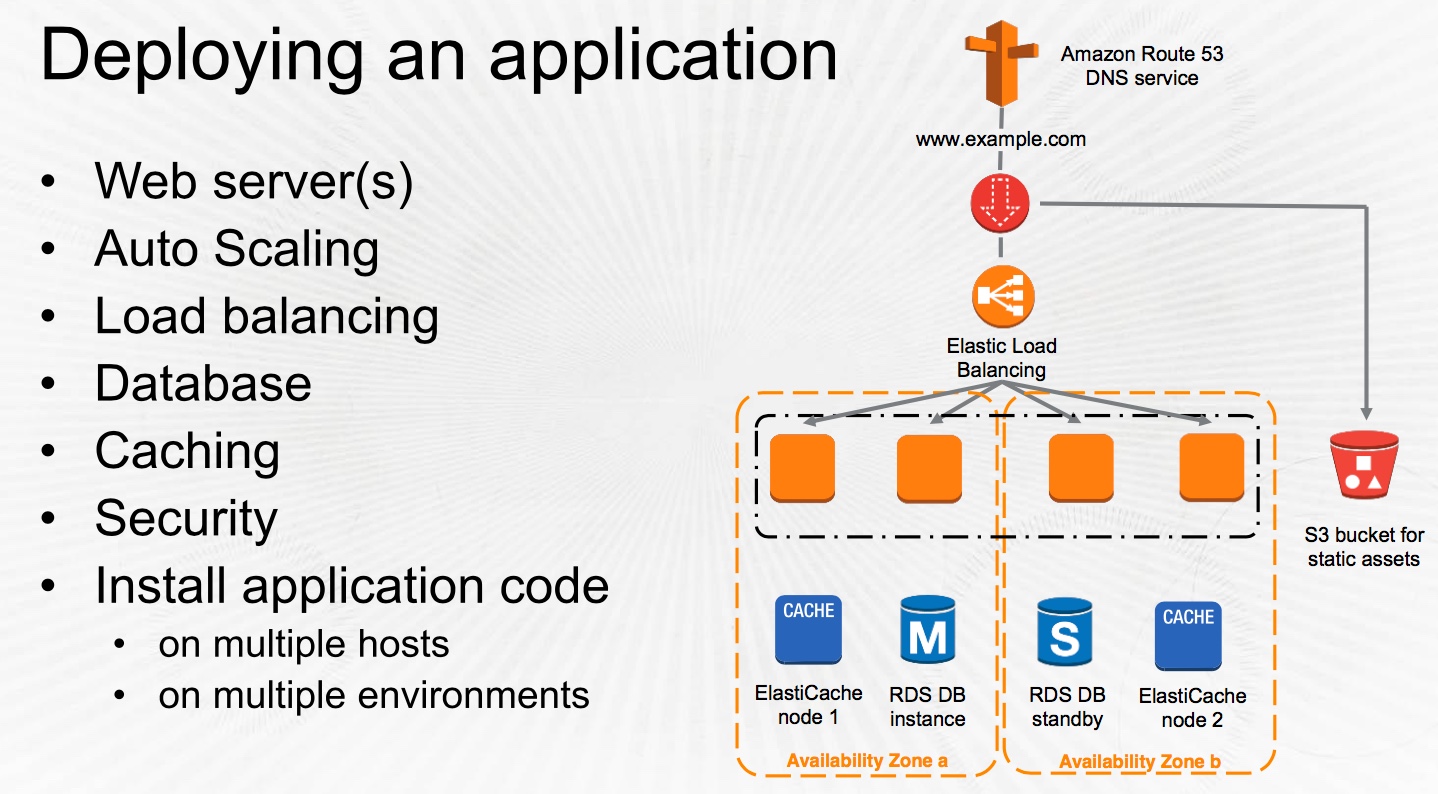 Deploying an application
• Web server(s)
• Auto Scaling
• Load balancing
• Database
• Caching
• Security
• Install application code
• on multiple hosts
• on multiple environments
Amazon Route 53
DNS service
www.example.com
Elastic Load
Balancing
S3 bucket for
static assets
CACHE
M
S
CACHE
ElastiCache
node 1
RDS DB
instance
RDS DB
standby
ElastiCache
node 2
Availability Zone a
Availability Zone b